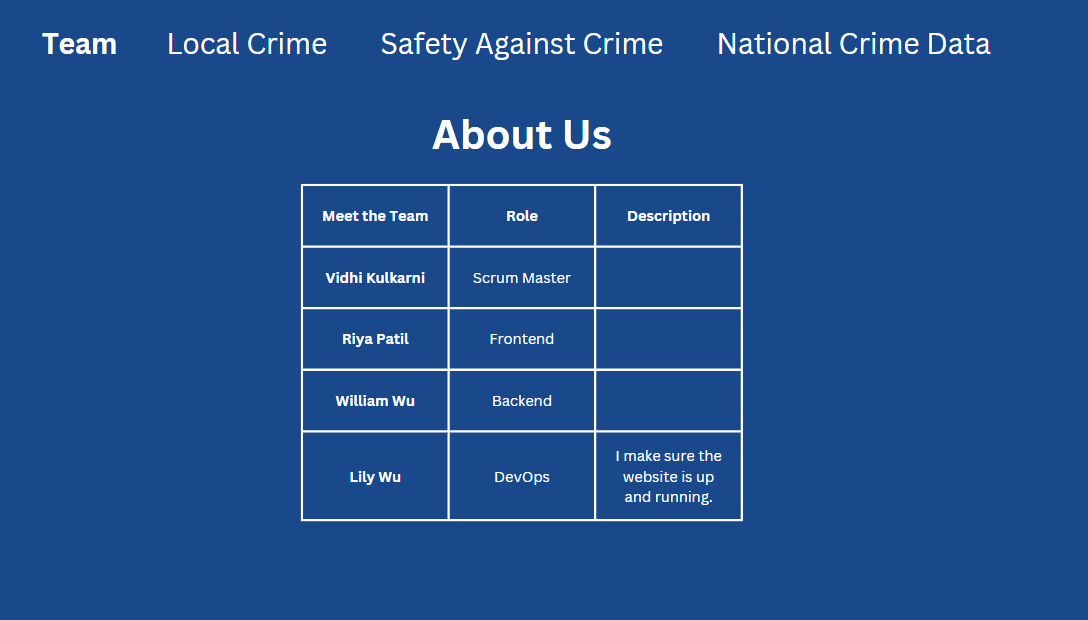 Team Local Crime Safety Against Crime National Crime Data
About Us
Meet the Team Role Description
Vidhi Kulkarni Scrum Master
Riya Patil Frontend
William Wu Backend
Lily Wu DevOps I make sure the
website is up
and running.